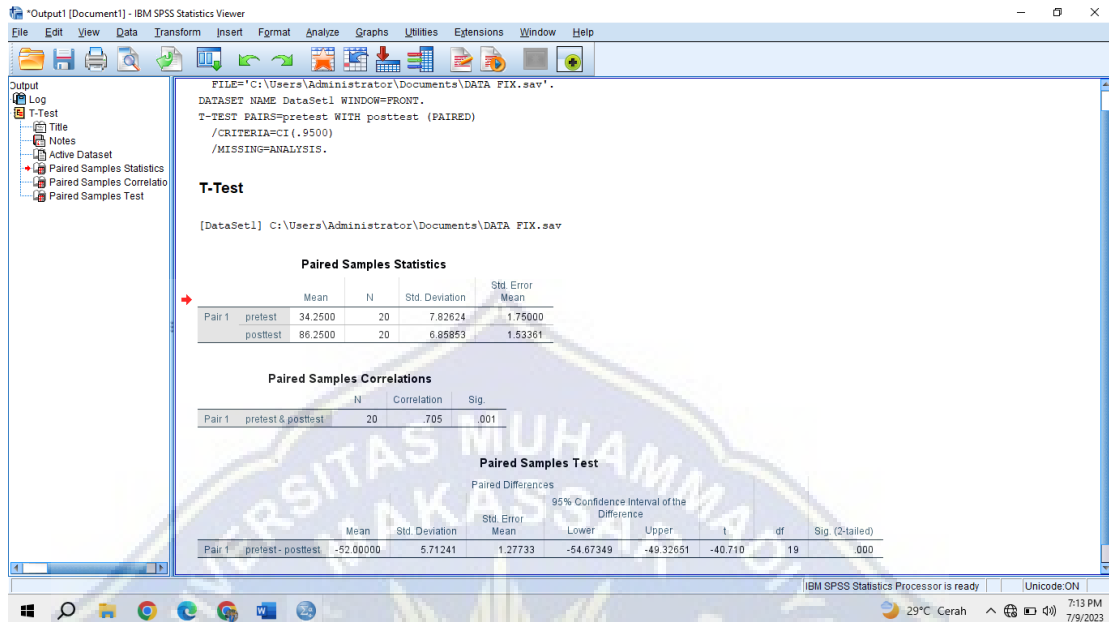 *Output1 [Document1] - IBM SPSS Statistics Viewer
File Edit View Data Transform Insert Format Analyze Graphs Utilities Extensions Window Help
Output
Log
T-Test
Title
Notes
Active Dataset
Paired Samples Statistics
Paired Samples Correlatio
Paired Samples Test
FILE='C:\Users\Administrator\Documents\DATA FIX.sav'.
DATASET NAME DataSet1 WINDOW=FRONT.
T-TEST PAIRS=pretest WITH posttest (PAIRED)
/CRITERIA=CI(.9500)
/MISSING=ANALYSIS.
T-Test
[DataSet1] C:\Users\Administrator\Documents\DATA FIX.sav
Paired Samples Statistics
Mean N Std. Deviation Std. Error Mean
Pair 1 pretest 34.2500 20 7.82624 1.75000
posttest 86.2500 20 6.85853 1.53361
Paired Samples Correlations
N Correlation Sig.
Pair 1 pretest & posttest 20 .705 .001
Paired Samples Test
Paired Differences
95% Confidence Interval of the Difference
Mean Std. Deviation Std. Error Mean Lower Upper t df Sig. (2-tailed)
Pair 1 pretest - posttest -52.00000 5.71241 1.27733 -54.67349 -49.32651 -40.710 19 .000
IBM SPSS Statistics Processor is ready Unicode:ON
29°C Cerah
7:13 PM
7/9/2023